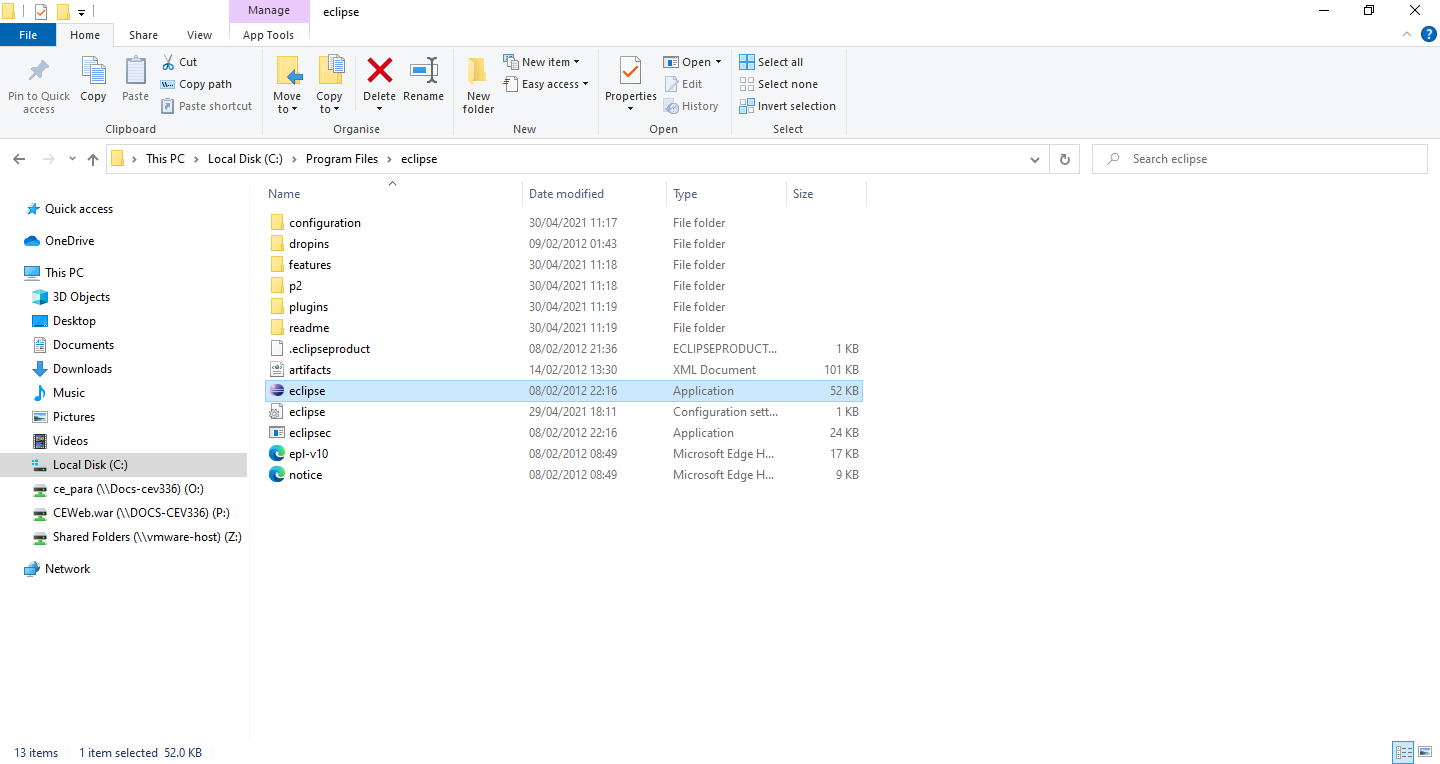 Manage
eclipse
File
Home
Share
View
App Tools
?
Pin to Quick access
Copy
Paste
Cut
Copy path
Paste shortcut
Clipboard
Move to
Copy to
Delete
Rename
Organise
New folder
New item
Easy access
New
Properties
Open
Edit
History
Open
Select all
Select none
Invert selection
Select
This PC > Local Disk (C:) > Program Files > eclipse
Search eclipse
Quick access
OneDrive
This PC
3D Objects
Desktop
Documents
Downloads
Music
Pictures
Videos
Local Disk (C:)
ce_para (\\Docs-cev336) (O:)
CEWeb.war (\\DOCS-CEV336) (P:)
Shared Folders (\\vmware-host) (Z:)
Network
Name Date modified Type Size
configuration 30/04/2021 11:17 File folder
dropins 09/02/2012 01:43 File folder
features 30/04/2021 11:18 File folder
p2 30/04/2021 11:18 File folder
plugins 30/04/2021 11:19 File folder
readme 30/04/2021 11:19 File folder
.eclipseproduct 08/02/2012 21:36 ECLIPSEPRODUCT... 1 KB
artifacts 14/02/2012 13:30 XML Document 101 KB
eclipse 08/02/2012 22:16 Application 52 KB
eclipse 29/04/2021 18:11 Configuration sett... 1 KB
eclipsec 08/02/2012 22:16 Application 24 KB
epl-v10 08/02/2012 08:49 Microsoft Edge H... 17 KB
notice 08/02/2012 08:49 Microsoft Edge H... 9 KB
13 items 1 item selected 52.0 KB